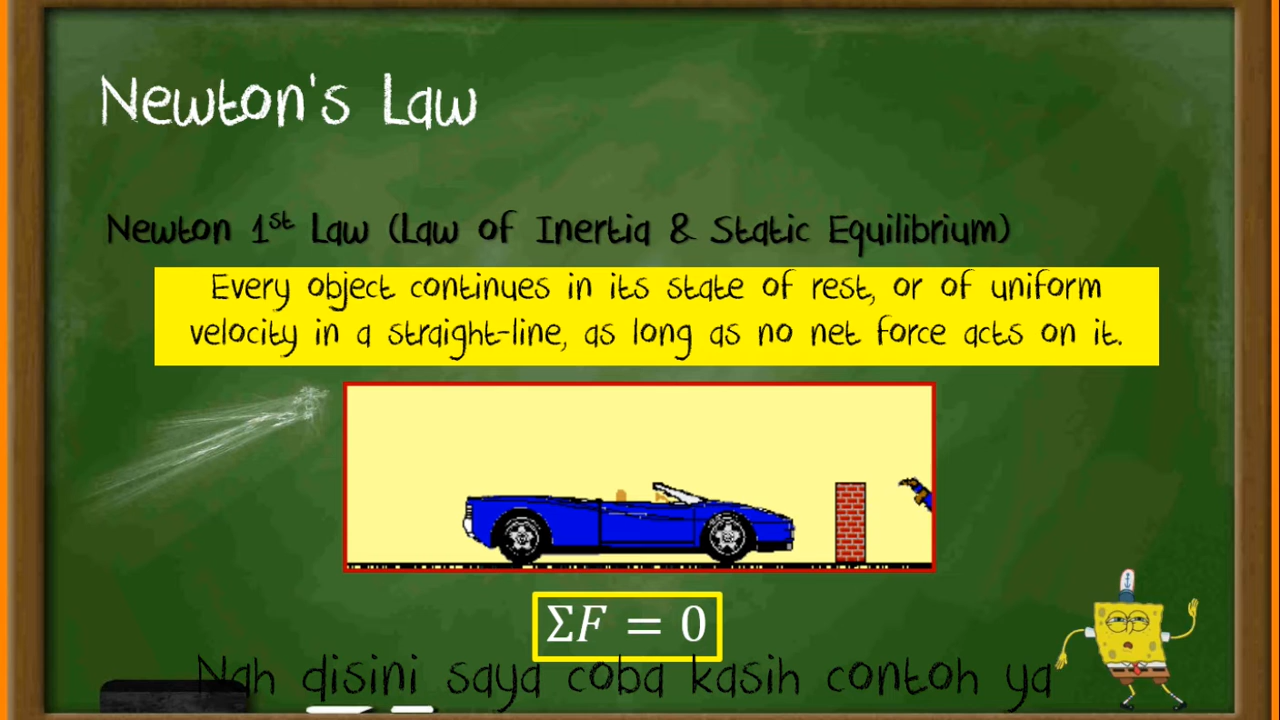 Newton's Law
Newton 1st Law (Law of Inertia & Static Equilibrium)
Every object continues in its state of rest, or of uniform
velocity in a straight-line, as long as no net force acts on it.
ΣF = 0
Nah disini saya coba kasih contoh ya